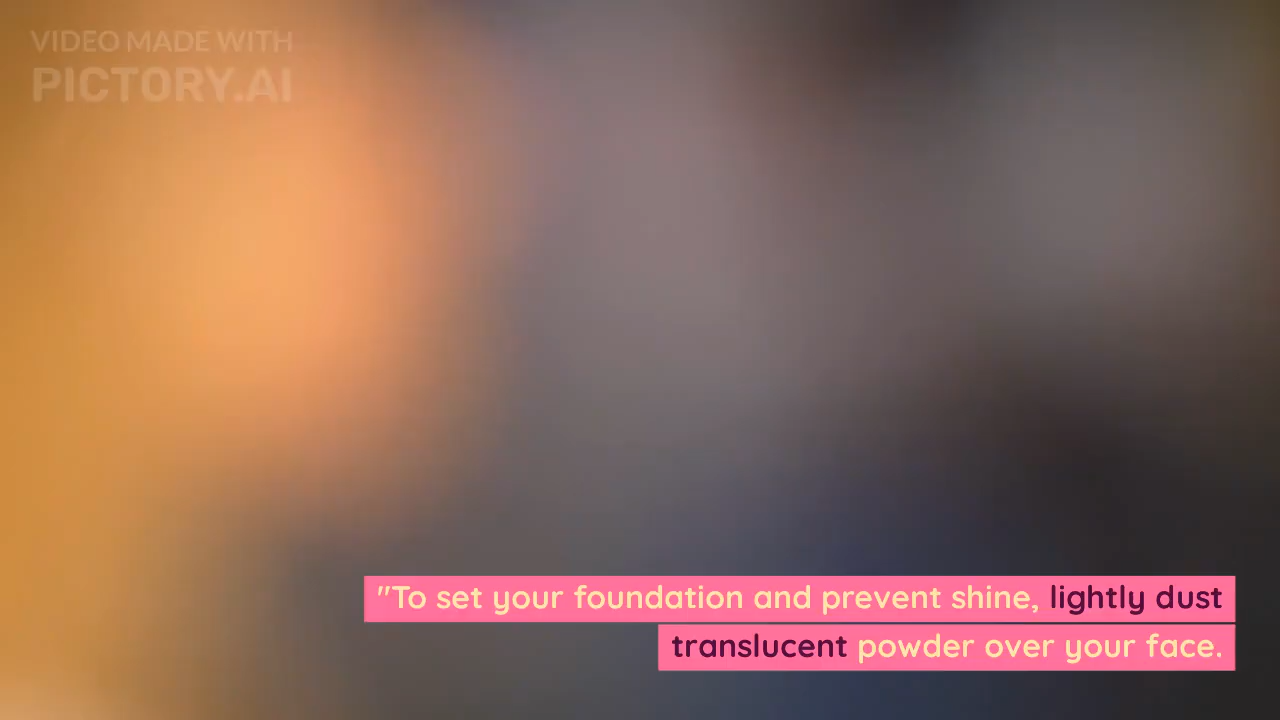 VIDEO MADE WITH
PICTORY.AI
"To set your foundation and prevent shine, lightly dust
translucent powder over your face.